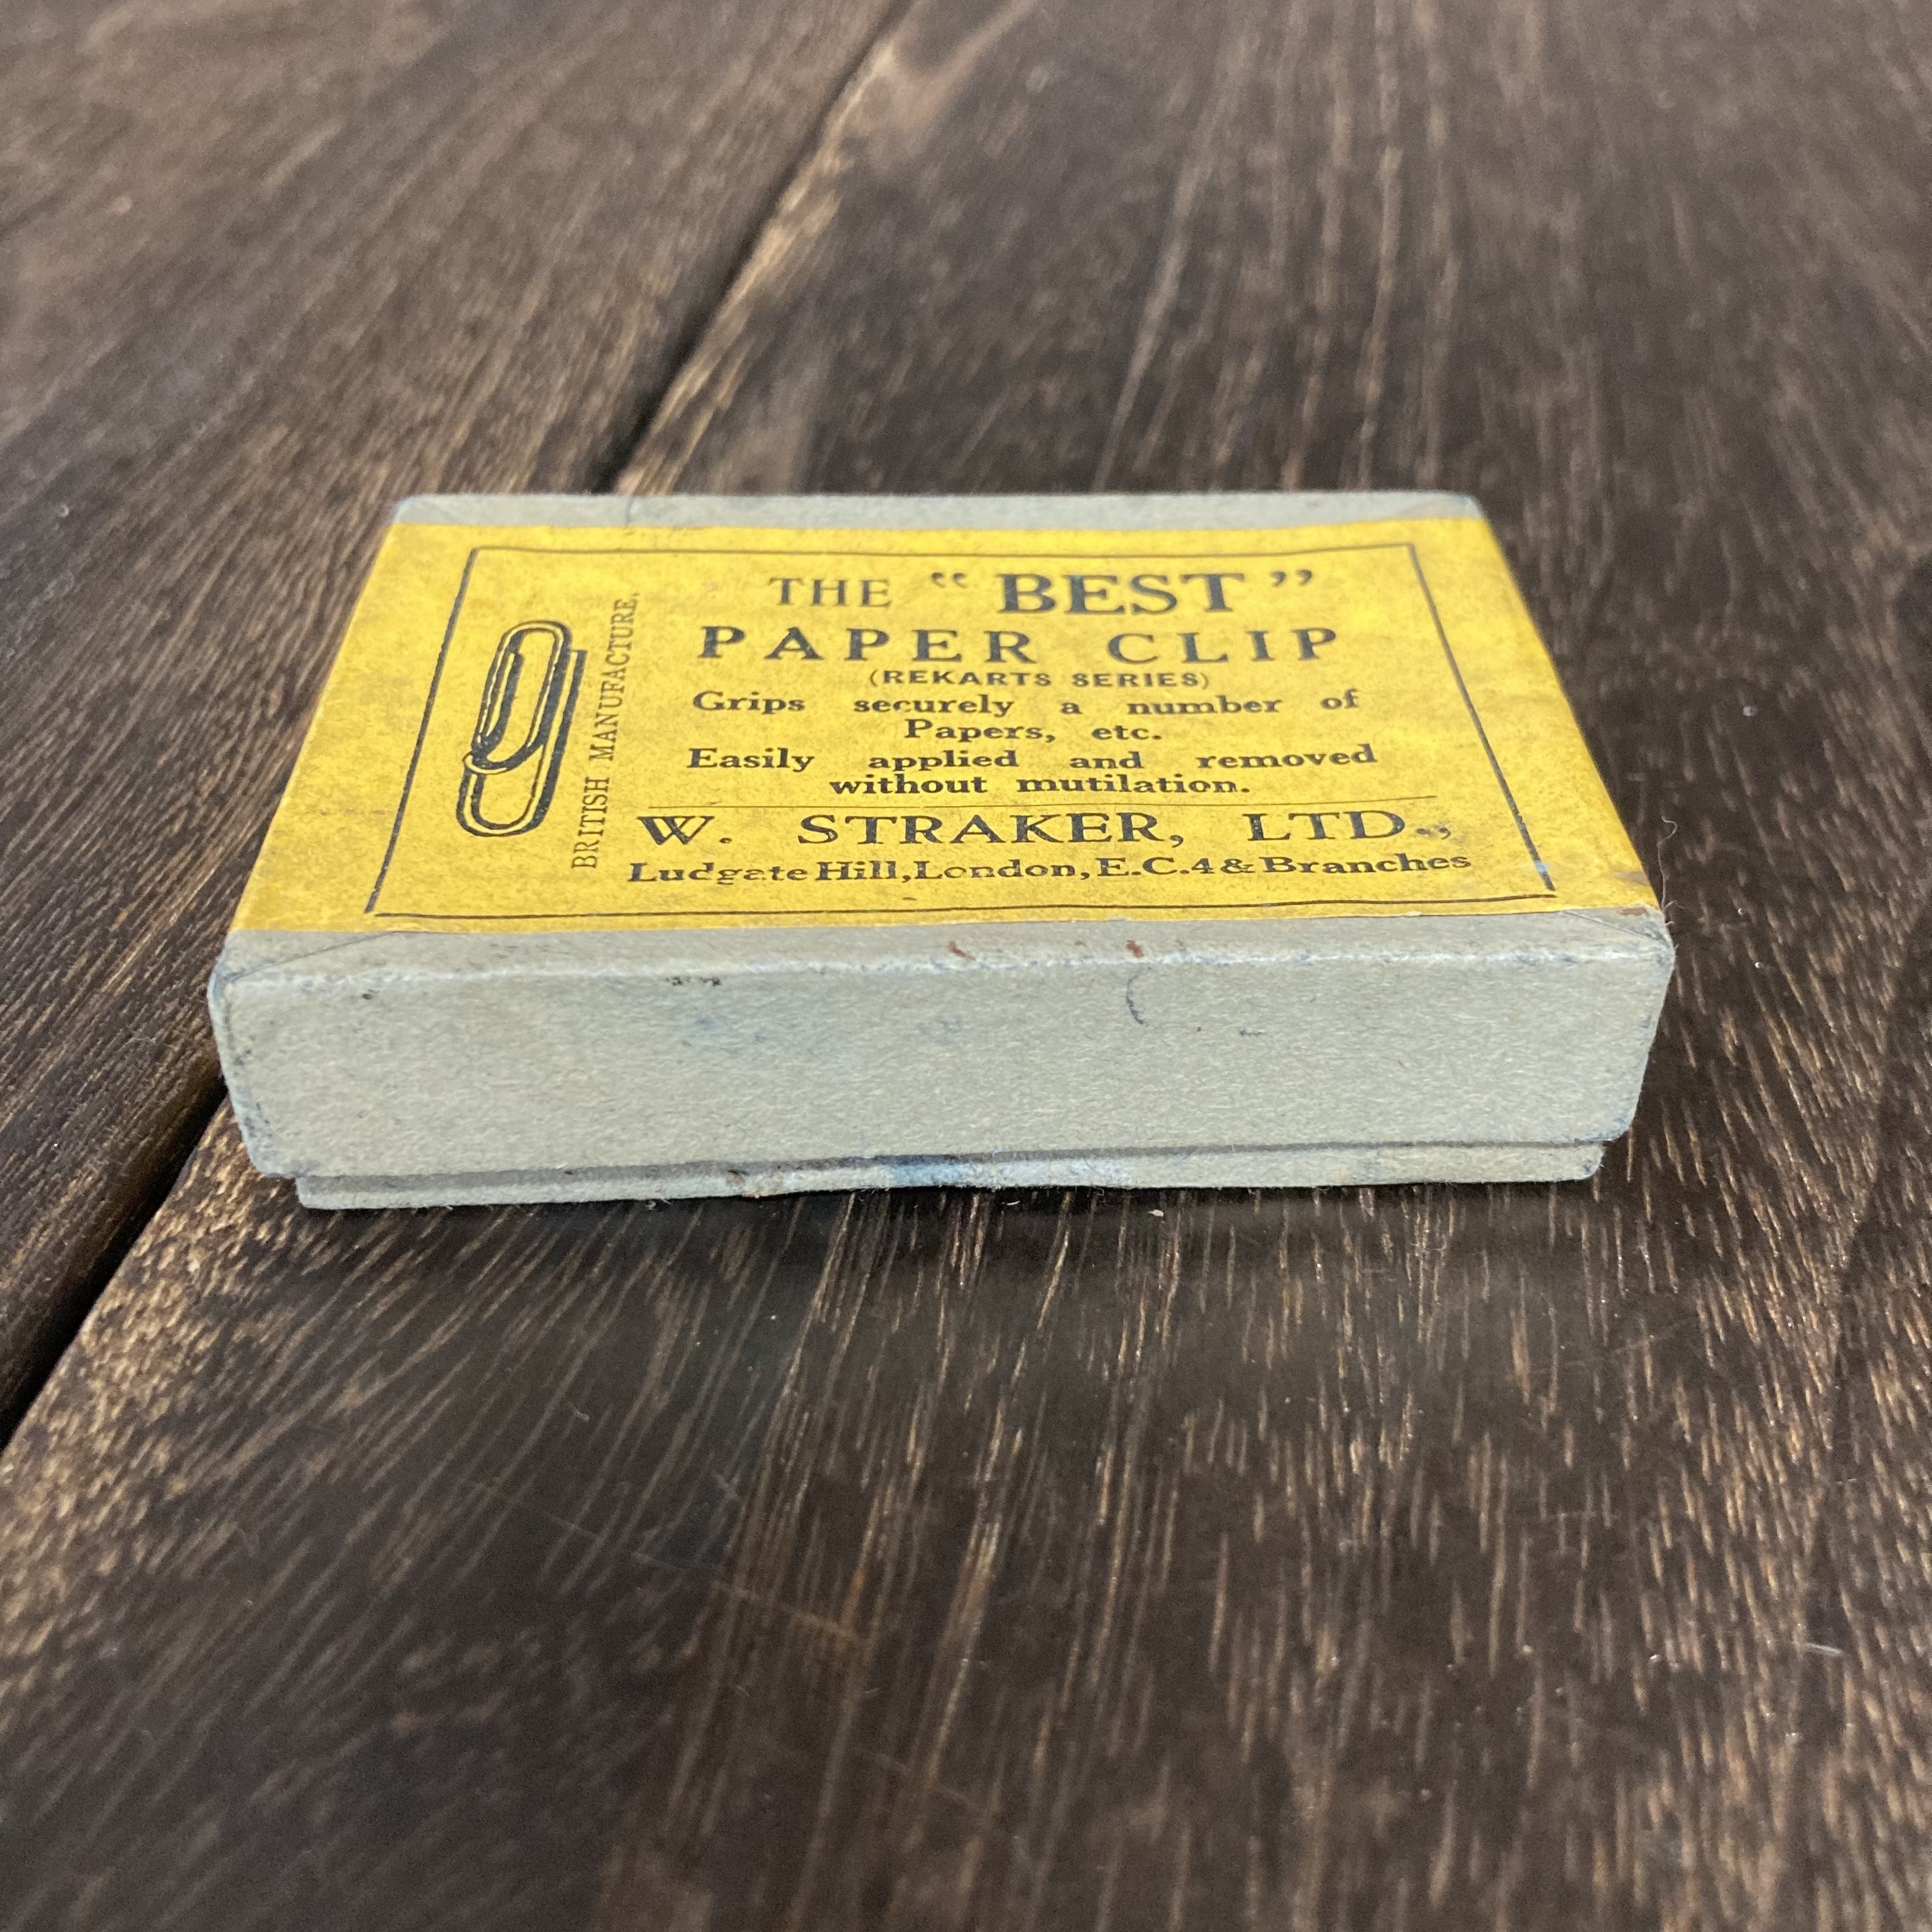 THE “BEST”
PAPER CLIP
(REKARTS SERIES)
Grips securely a number of
Papers, etc.
Easily applied and removed
without mutilation.
W. STRAKER, LTD.,
Ludgate Hill, London, E.C.4 & Branches
BRITISH MANUFACTURE.